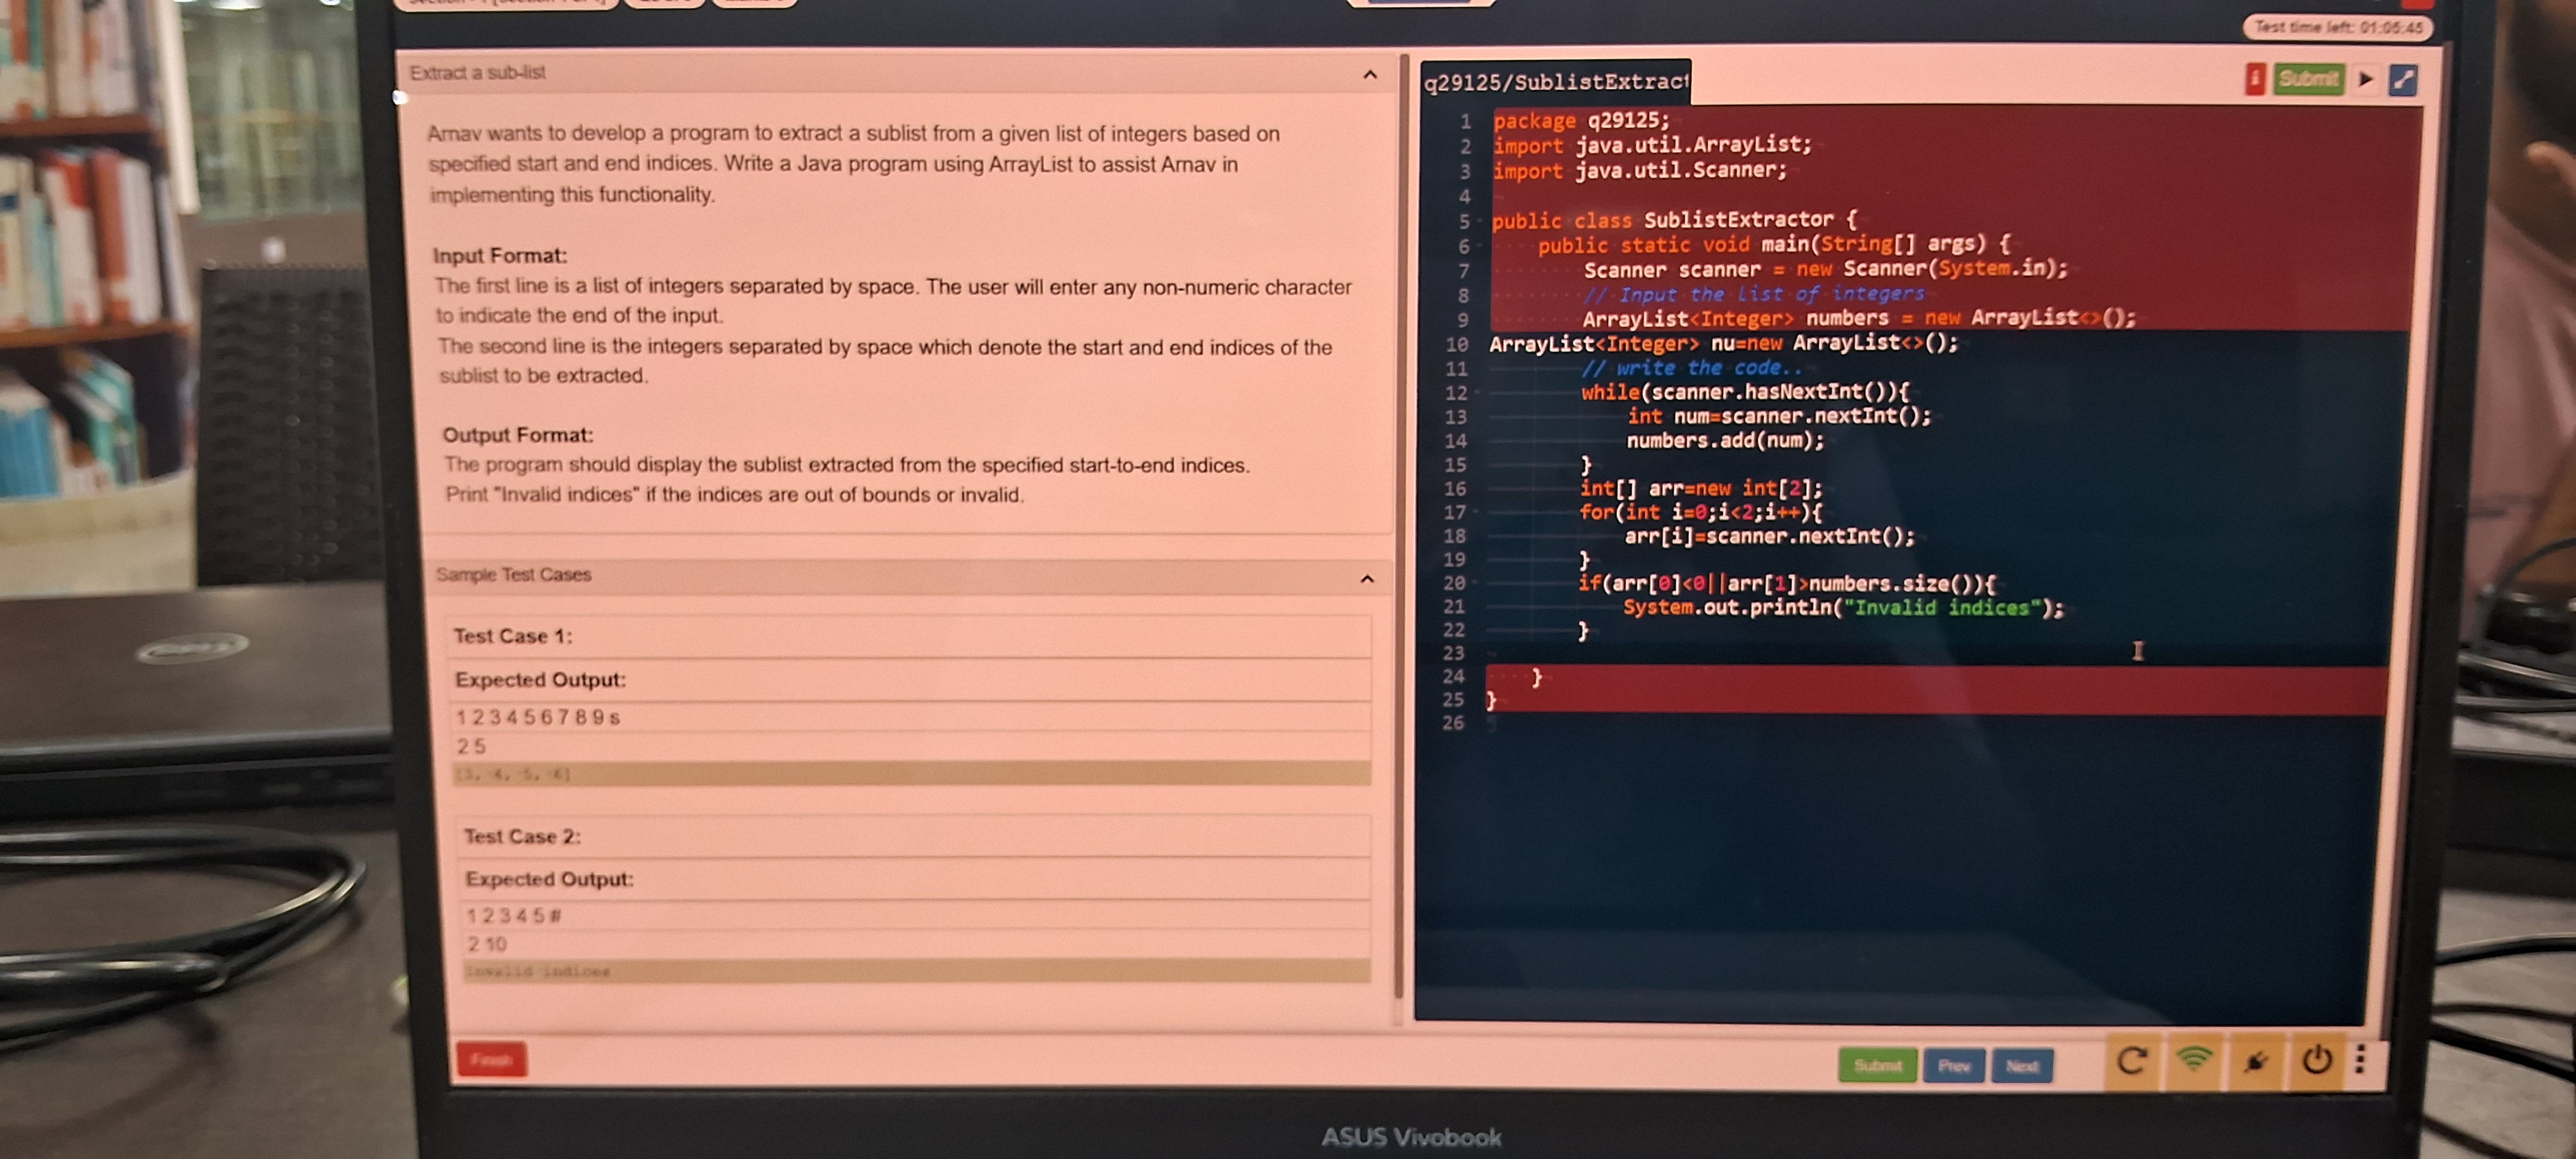 Test time left: 01:05:45
Extract a sub-list
Arnav wants to develop a program to extract a sublist from a given list of integers based on
specified start and end indices. Write a Java program using ArrayList to assist Arnav in
implementing this functionality.
Input Format:
The first line is a list of integers separated by space. The user will enter any non-numeric character
to indicate the end of the input.
The second line is the integers separated by space which denote the start and end indices of the
sublist to be extracted.
Output Format:
The program should display the sublist extracted from the specified start-to-end indices.
Print "Invalid indices" if the indices are out of bounds or invalid.
Sample Test Cases
Test Case 1:
Expected Output:
1 2 3 4 5 6 7 8 9 s
2 5
[3, 4, 5, 6]
Test Case 2:
Expected Output:
1 2 3 4 5 #
2 10
Invalid indices
Finish
q29125/SublistExtract
Submit
1 package q29125;
2 import java.util.ArrayList;
3 import java.util.Scanner;
4
5 public class SublistExtractor {
6 public static void main(String[] args) {
7 Scanner scanner = new Scanner(System.in);
8 // Input the list of integers
9 ArrayList<Integer> numbers = new ArrayList<>();
10 ArrayList<Integer> nu=new ArrayList<>();
11 // write the code..
12 while(scanner.hasNextInt()){
13 int num=scanner.nextInt();
14 numbers.add(num);
15 }
16 int[] arr=new int[2];
17 for(int i=0;i<2;i++){
18 arr[i]=scanner.nextInt();
19 }
20 if(arr[0]<0||arr[1]>numbers.size()){
21 System.out.println("Invalid indices");
22 }
23
24 }
25 }
26
Submit Prev Next
ASUS Vivobook